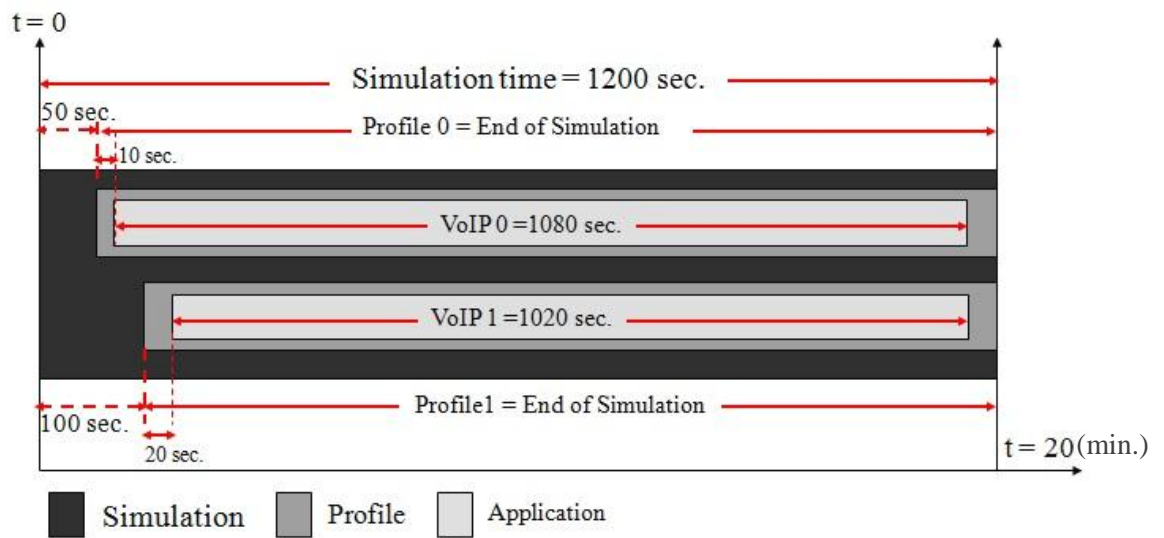 t = 0
Simulation time = 1200 sec.
50 sec.
Profile 0 = End of Simulation
10 sec.
VoIP 0 =1080 sec.
VoIP 1 =1020 sec.
Profile1 = End of Simulation
100 sec.
20 sec.
t = 20 (min.)
Simulation Profile Application